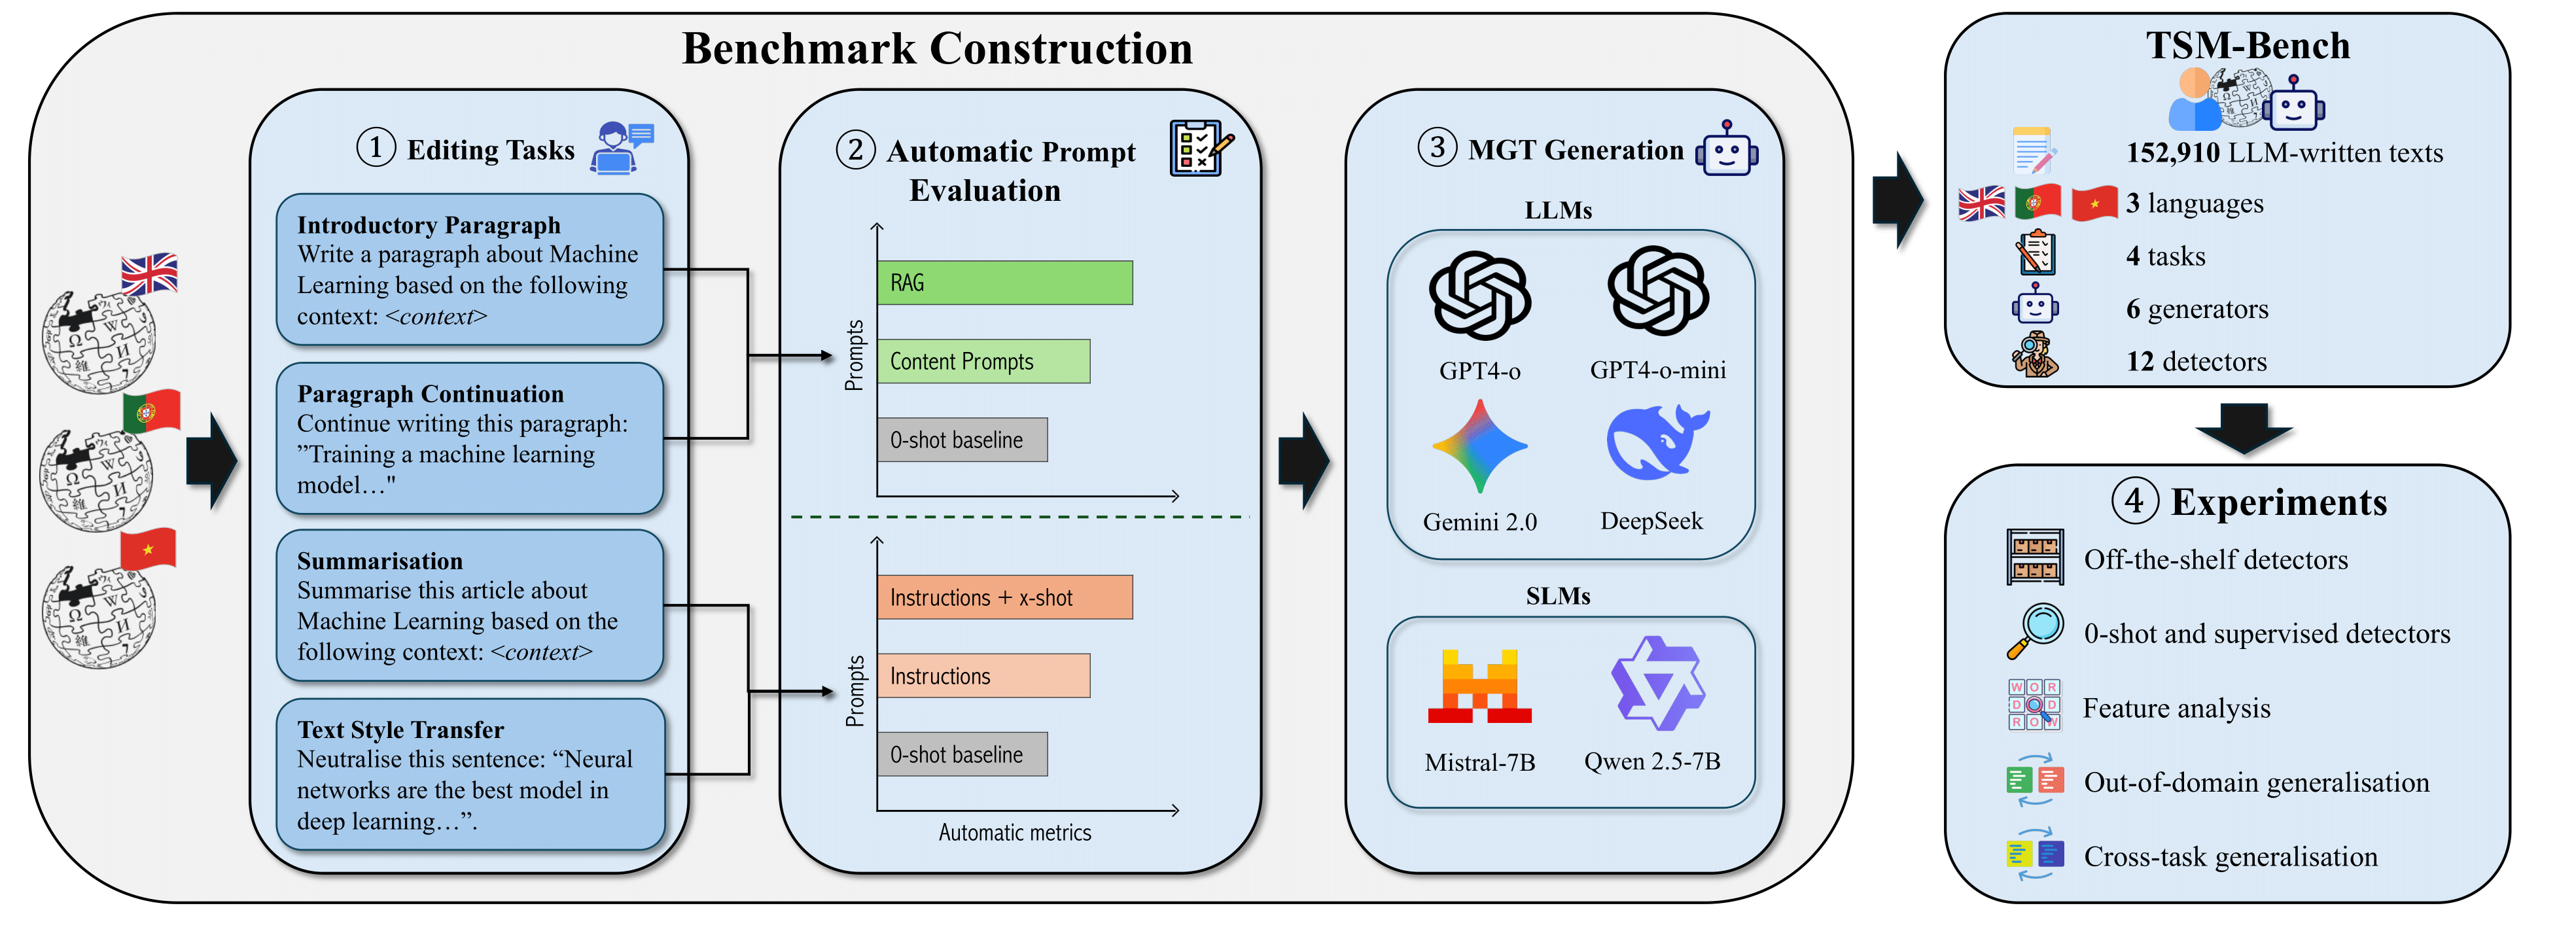 Benchmark Construction
① Editing Tasks
Introductory Paragraph
Write a paragraph about Machine
Learning based on the following
context: <context>
Paragraph Continuation
Continue writing this paragraph:
”Training a machine learning
model…"
Summarisation
Summarise this article about
Machine Learning based on the
following context: <context>
Text Style Transfer
Neutralise this sentence: “Neural
networks are the best model in
deep learning…”.
② Automatic Prompt
Evaluation
Prompts
RAG
Content Prompts
0-shot baseline
Prompts
Instructions + x-shot
Instructions
0-shot baseline
Automatic metrics
③ MGT Generation
LLMs
GPT4-o
GPT4-o-mini
Gemini 2.0
DeepSeek
SLMs
Mistral-7B
Qwen 2.5-7B
TSM-Bench
152,910 LLM-written texts
3 languages
4 tasks
6 generators
12 detectors
④ Experiments
Off-the-shelf detectors
0-shot and supervised detectors
W O R
D D
R O W
Feature analysis
Out-of-domain generalisation
Cross-task generalisation